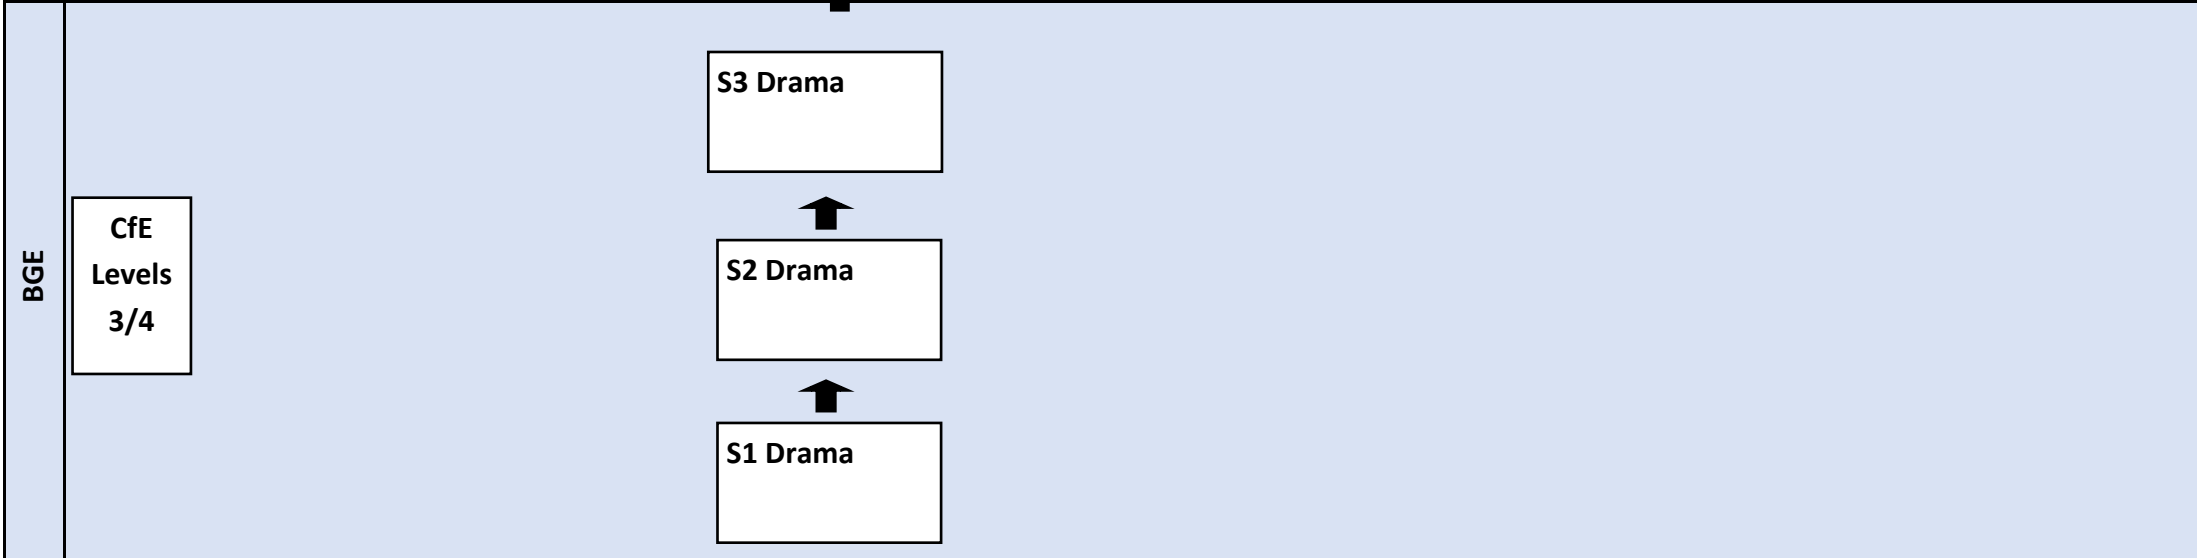 BGE
CfE
Levels
3/4
S3 Drama
S2 Drama
S1 Drama